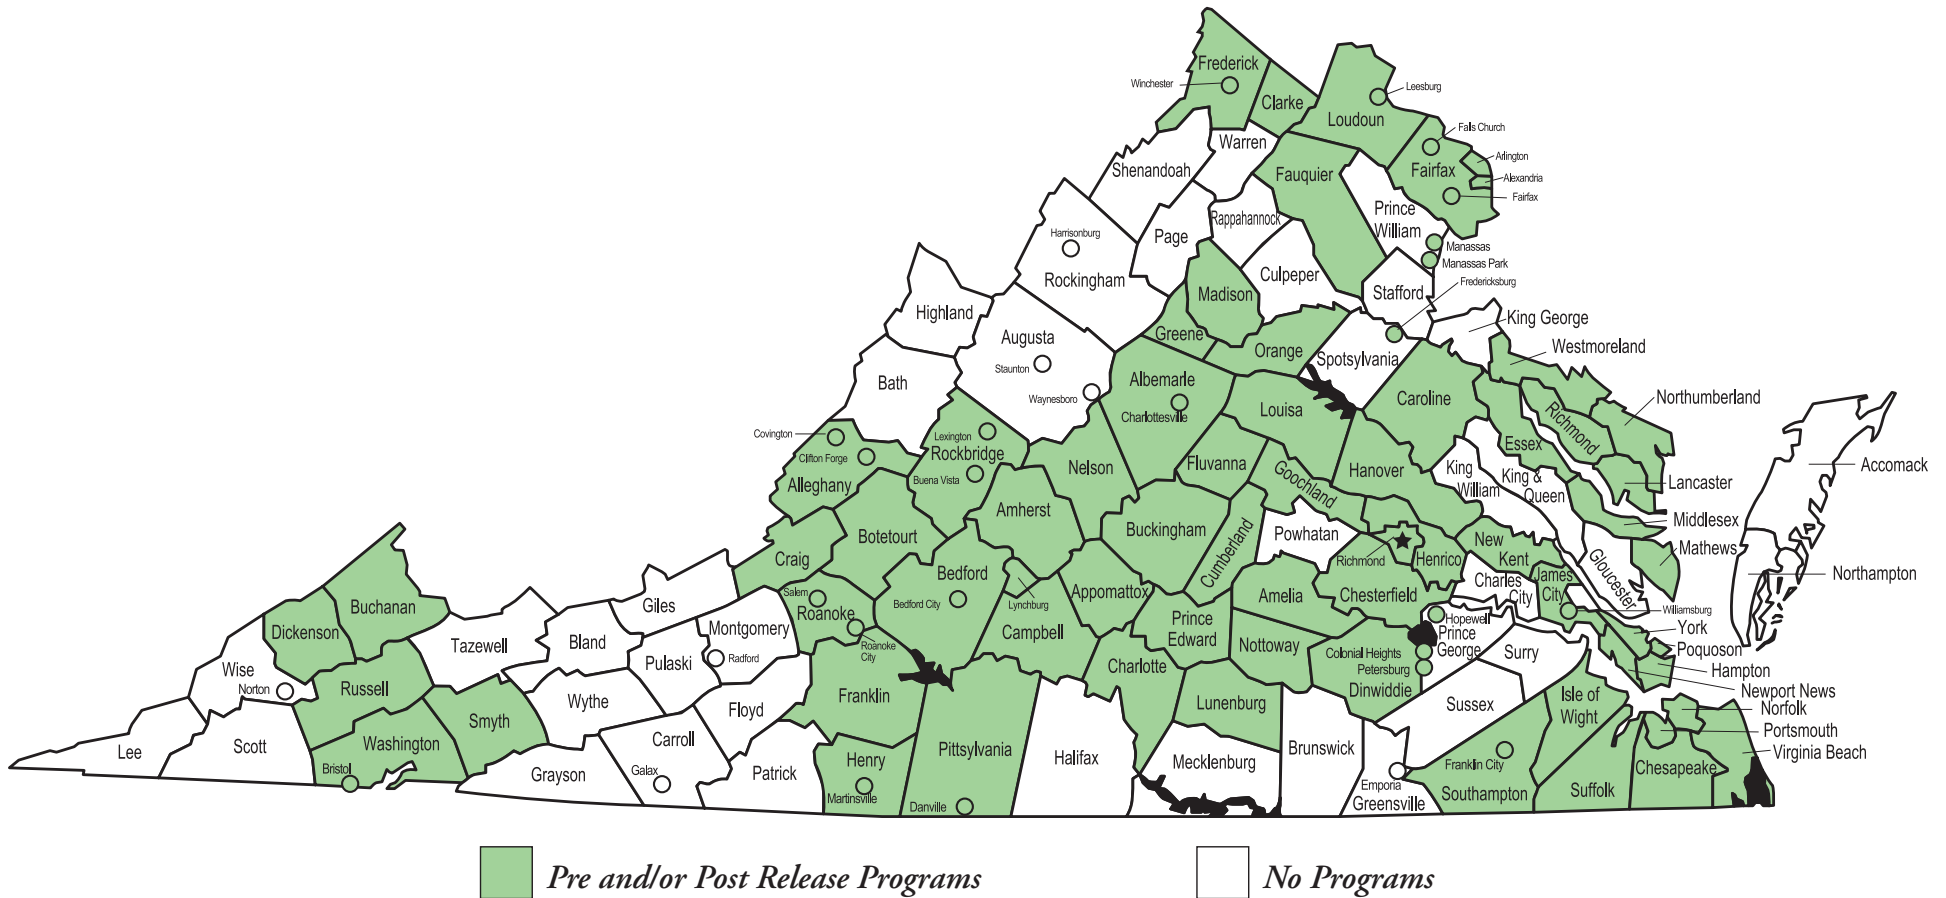 Frederick
Winchester
Clarke
Loudoun
Leesburg
Falls Church
Arlington
Alexandria
Fairfax
Fairfax
Warren
Shenandoah
Fauquier
Prince
William
Manassas
Manassas Park
Fredericksburg
Rappahannock
Page
Harrisonburg
Rockingham
Culpeper
Stafford
Madison
Highland
Augusta
Greene
Orange
Spotsylvania
King George
Westmoreland
Staunton
Waynesboro
Bath
Albemarle
Charlottesville
Louisa
Caroline
Richmond
Northumberland
Essex
Accomack
Covington
Clifton Forge
Alleghany
Lexington
Rockbridge
Buena Vista
Nelson
Fluvanna
Goochland
Hanover
King
William
King &
Queen
Lancaster
Middlesex
Mathews
Gloucester
Northampton
Amherst
Botetourt
Craig
Buckingham
Cumberland
Powhatan
Richmond
Henrico
New
Kent
Charles
City
James
City
Williamsburg
York
Poquoson
Hampton
Newport News
Norfolk
Portsmouth
Virginia Beach
Bedford
Bedford City
Lynchburg
Appomattox
Campbell
Prince
Edward
Amelia
Chesterfield
Nottoway
Hopewell
Prince
George
Colonial Heights
Petersburg
Dinwiddie
Surry
Sussex
Isle of
Wight
Buchanan
Dickenson
Wise
Norton
Russell
Tazewell
Bland
Giles
Montgomery
Radford
Pulaski
Salem
Roanoke
Roanoke
City
Franklin
Charlotte
Lunenburg
Smyth
Wythe
Floyd
Carroll
Galax
Patrick
Henry
Martinsville
Pittsylvania
Danville
Halifax
Mecklenburg
Brunswick
Emporia
Greensville
Franklin City
Southampton
Suffolk
Chesapeake
Lee
Scott
Washington
Bristol
Grayson
Pre and/or Post Release Programs
No Programs